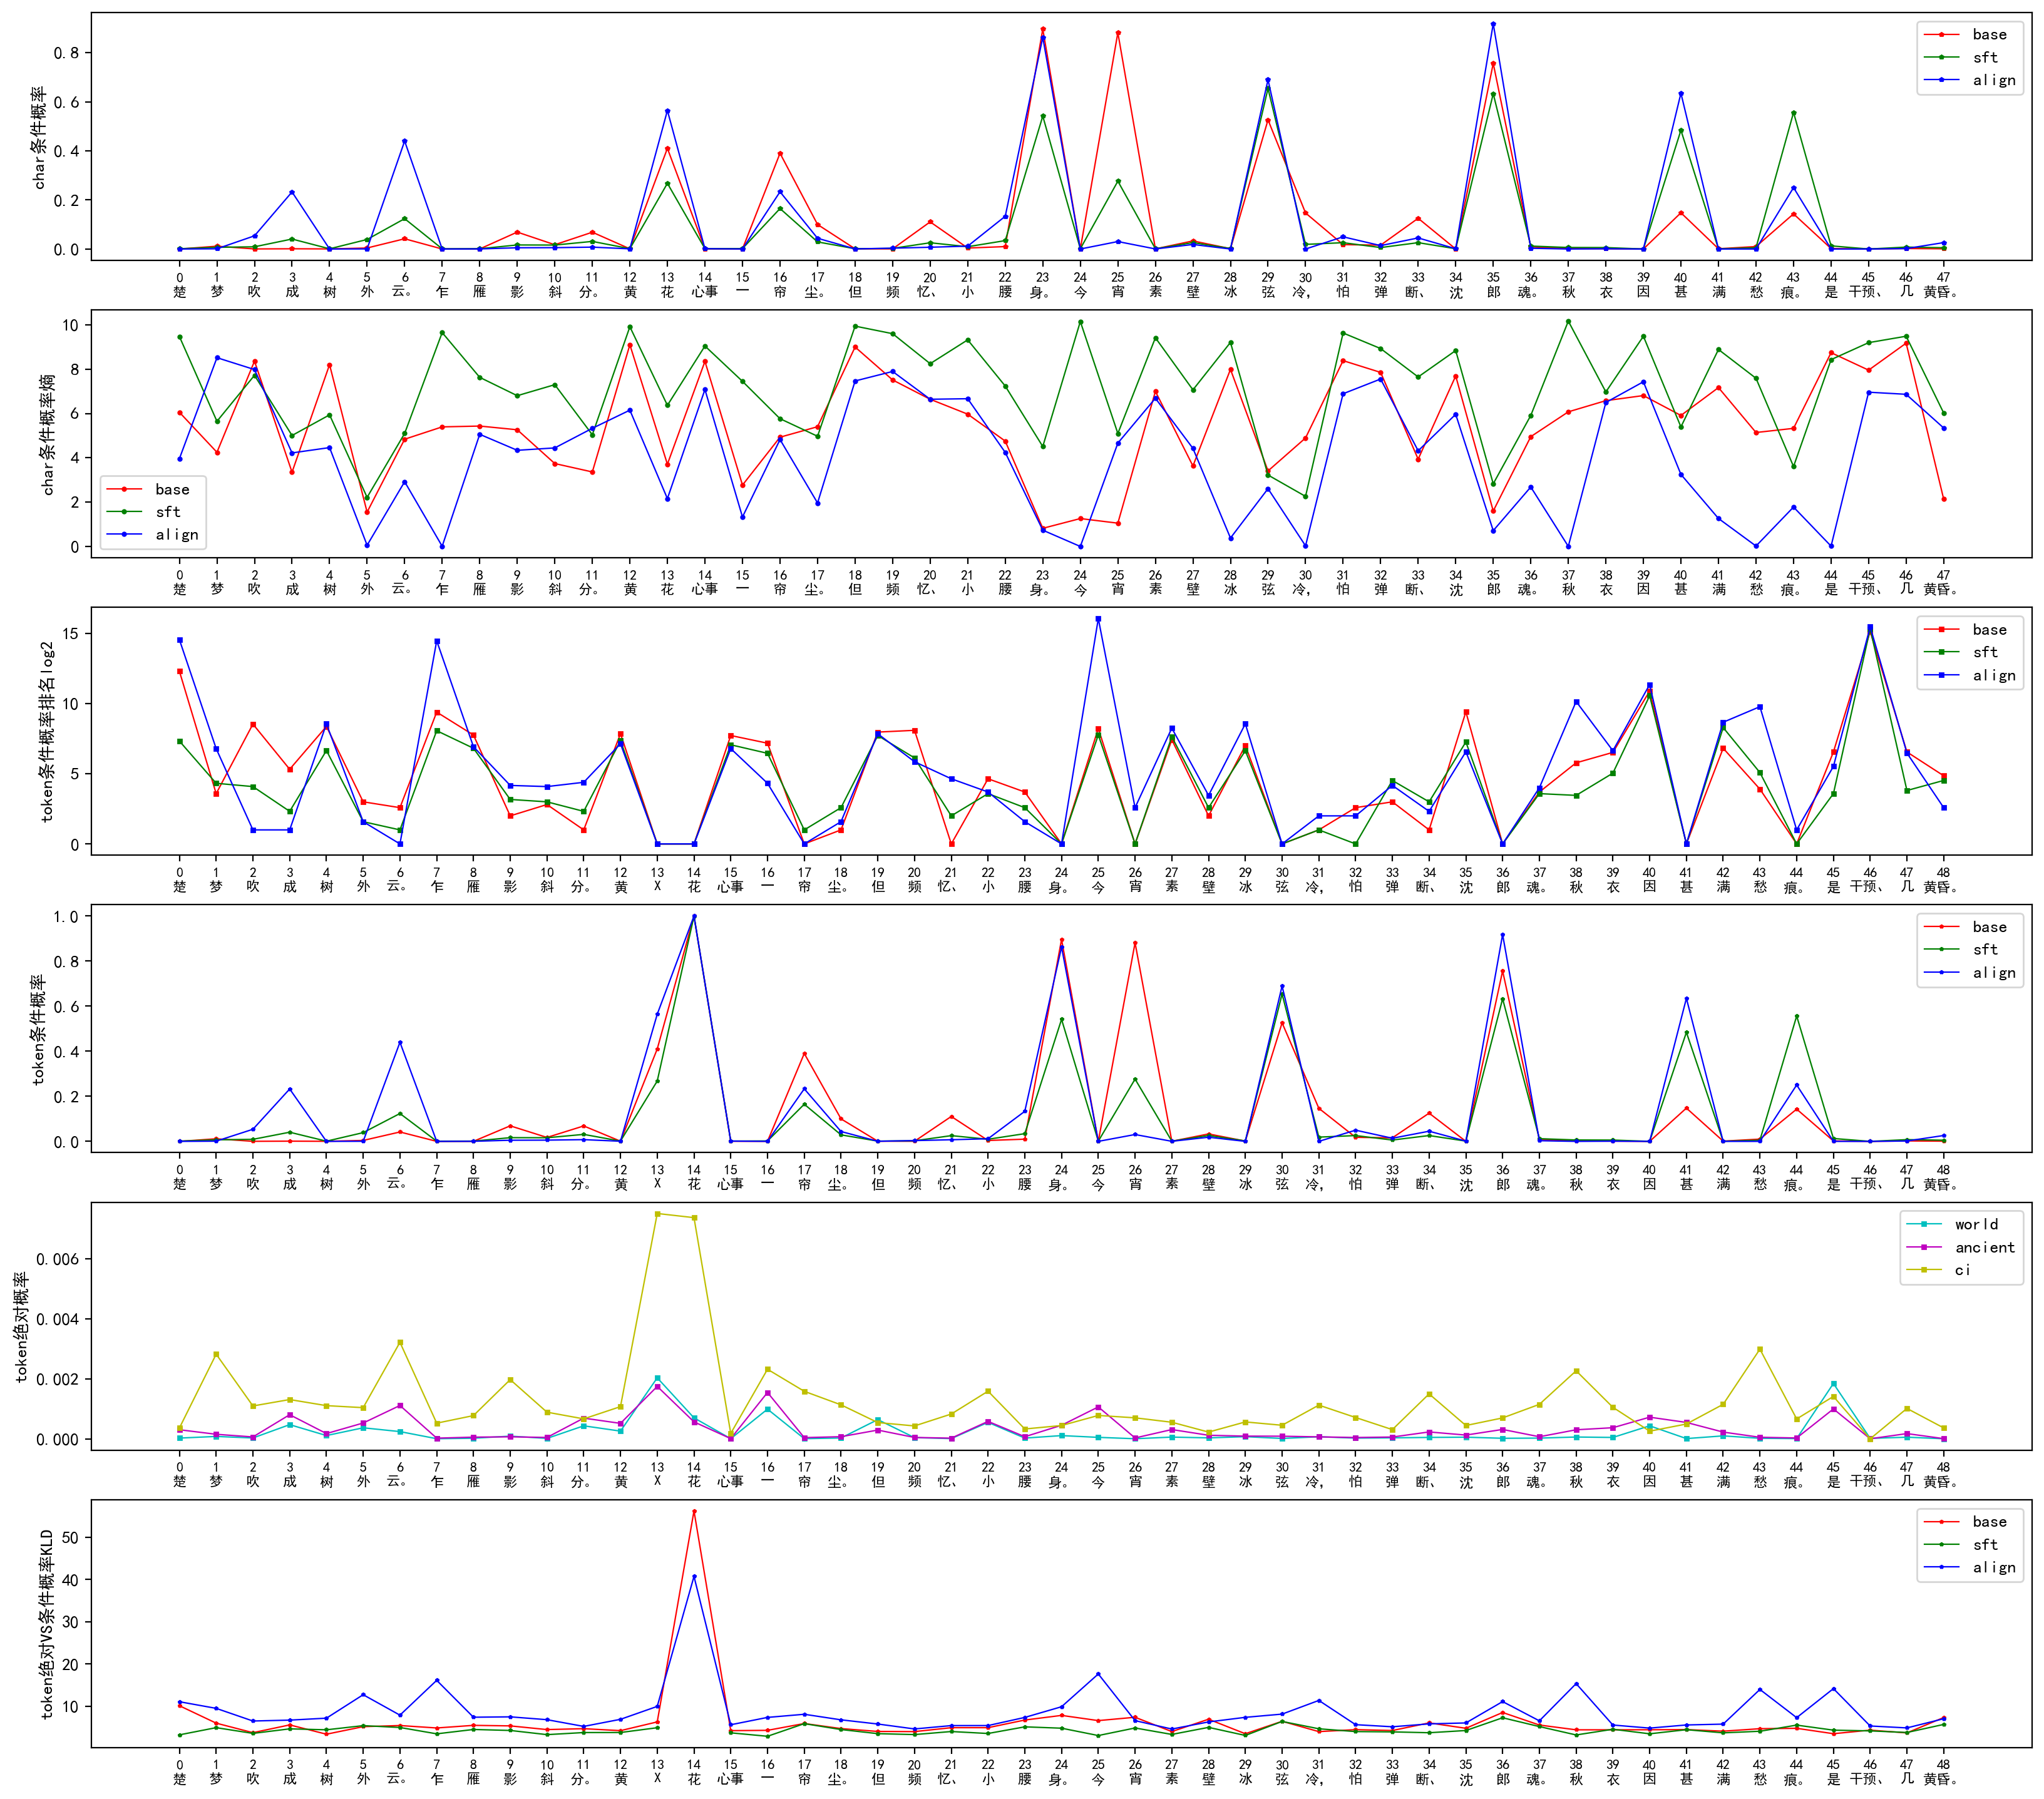 char条件概率
0.8
0.6
0.4
0.2
0.0
base
sft
align
0 1 2 3 4 5 6 7 8 9 10 11 12 13 14 15 16 17 18 19 20 21 22 23 24 25 26 27 28 29 30 31 32 33 34 35 36 37 38 39 40 41 42 43 44 45 46 47
楚 梦 吹 成 树 外 云。 乍 雁 影 斜 分。 黄 花 心事 一 帘 尘。 但 频 忆、 小 腰 身。 今 宵 素 壁 冰 弦 冷, 怕 弹 断、 沈 郎 魂。 秋 衣 因 甚 满 愁 痕。 是 干预、 几 黄昏。
char条件概率熵
10
8
6
4
2
0
base
sft
align
0 1 2 3 4 5 6 7 8 9 10 11 12 13 14 15 16 17 18 19 20 21 22 23 24 25 26 27 28 29 30 31 32 33 34 35 36 37 38 39 40 41 42 43 44 45 46 47
楚 梦 吹 成 树 外 云。 乍 雁 影 斜 分。 黄 花 心事 一 帘 尘。 但 频 忆、 小 腰 身。 今 宵 素 壁 冰 弦 冷, 怕 弹 断、 沈 郎 魂。 秋 衣 因 甚 满 愁 痕。 是 干预、 几 黄昏。
token条件概率排名log2
15
10
5
0
base
sft
align
0 1 2 3 4 5 6 7 8 9 10 11 12 13 14 15 16 17 18 19 20 21 22 23 24 25 26 27 28 29 30 31 32 33 34 35 36 37 38 39 40 41 42 43 44 45 46 47 48
楚 梦 吹 成 树 外 云。 乍 雁 影 斜 分。 黄 X 花 心事 一 帘 尘。 但 频 忆、 小 腰 身。 今 宵 素 壁 冰 弦 冷, 怕 弹 断、 沈 郎 魂。 秋 衣 因 甚 满 愁 痕。 是 干预、 几 黄昏。
token条件概率
1.0
0.8
0.6
0.4
0.2
0.0
base
sft
align
0 1 2 3 4 5 6 7 8 9 10 11 12 13 14 15 16 17 18 19 20 21 22 23 24 25 26 27 28 29 30 31 32 33 34 35 36 37 38 39 40 41 42 43 44 45 46 47 48
楚 梦 吹 成 树 外 云。 乍 雁 影 斜 分。 黄 X 花 心事 一 帘 尘。 但 频 忆、 小 腰 身。 今 宵 素 壁 冰 弦 冷, 怕 弹 断、 沈 郎 魂。 秋 衣 因 甚 满 愁 痕。 是 干预、 几 黄昏。
token绝对概率
0.006
0.004
0.002
0.000
world
ancient
ci
0 1 2 3 4 5 6 7 8 9 10 11 12 13 14 15 16 17 18 19 20 21 22 23 24 25 26 27 28 29 30 31 32 33 34 35 36 37 38 39 40 41 42 43 44 45 46 47 48
楚 梦 吹 成 树 外 云。 乍 雁 影 斜 分。 黄 X 花 心事 一 帘 尘。 但 频 忆、 小 腰 身。 今 宵 素 壁 冰 弦 冷, 怕 弹 断、 沈 郎 魂。 秋 衣 因 甚 满 愁 痕。 是 干预、 几 黄昏。
token绝对VS条件概率KLD
50
40
30
20
10
base
sft
align
0 1 2 3 4 5 6 7 8 9 10 11 12 13 14 15 16 17 18 19 20 21 22 23 24 25 26 27 28 29 30 31 32 33 34 35 36 37 38 39 40 41 42 43 44 45 46 47 48
楚 梦 吹 成 树 外 云。 乍 雁 影 斜 分。 黄 X 花 心事 一 帘 尘。 但 频 忆、 小 腰 身。 今 宵 素 壁 冰 弦 冷, 怕 弹 断、 沈 郎 魂。 秋 衣 因 甚 满 愁 痕。 是 干预、 几 黄昏。